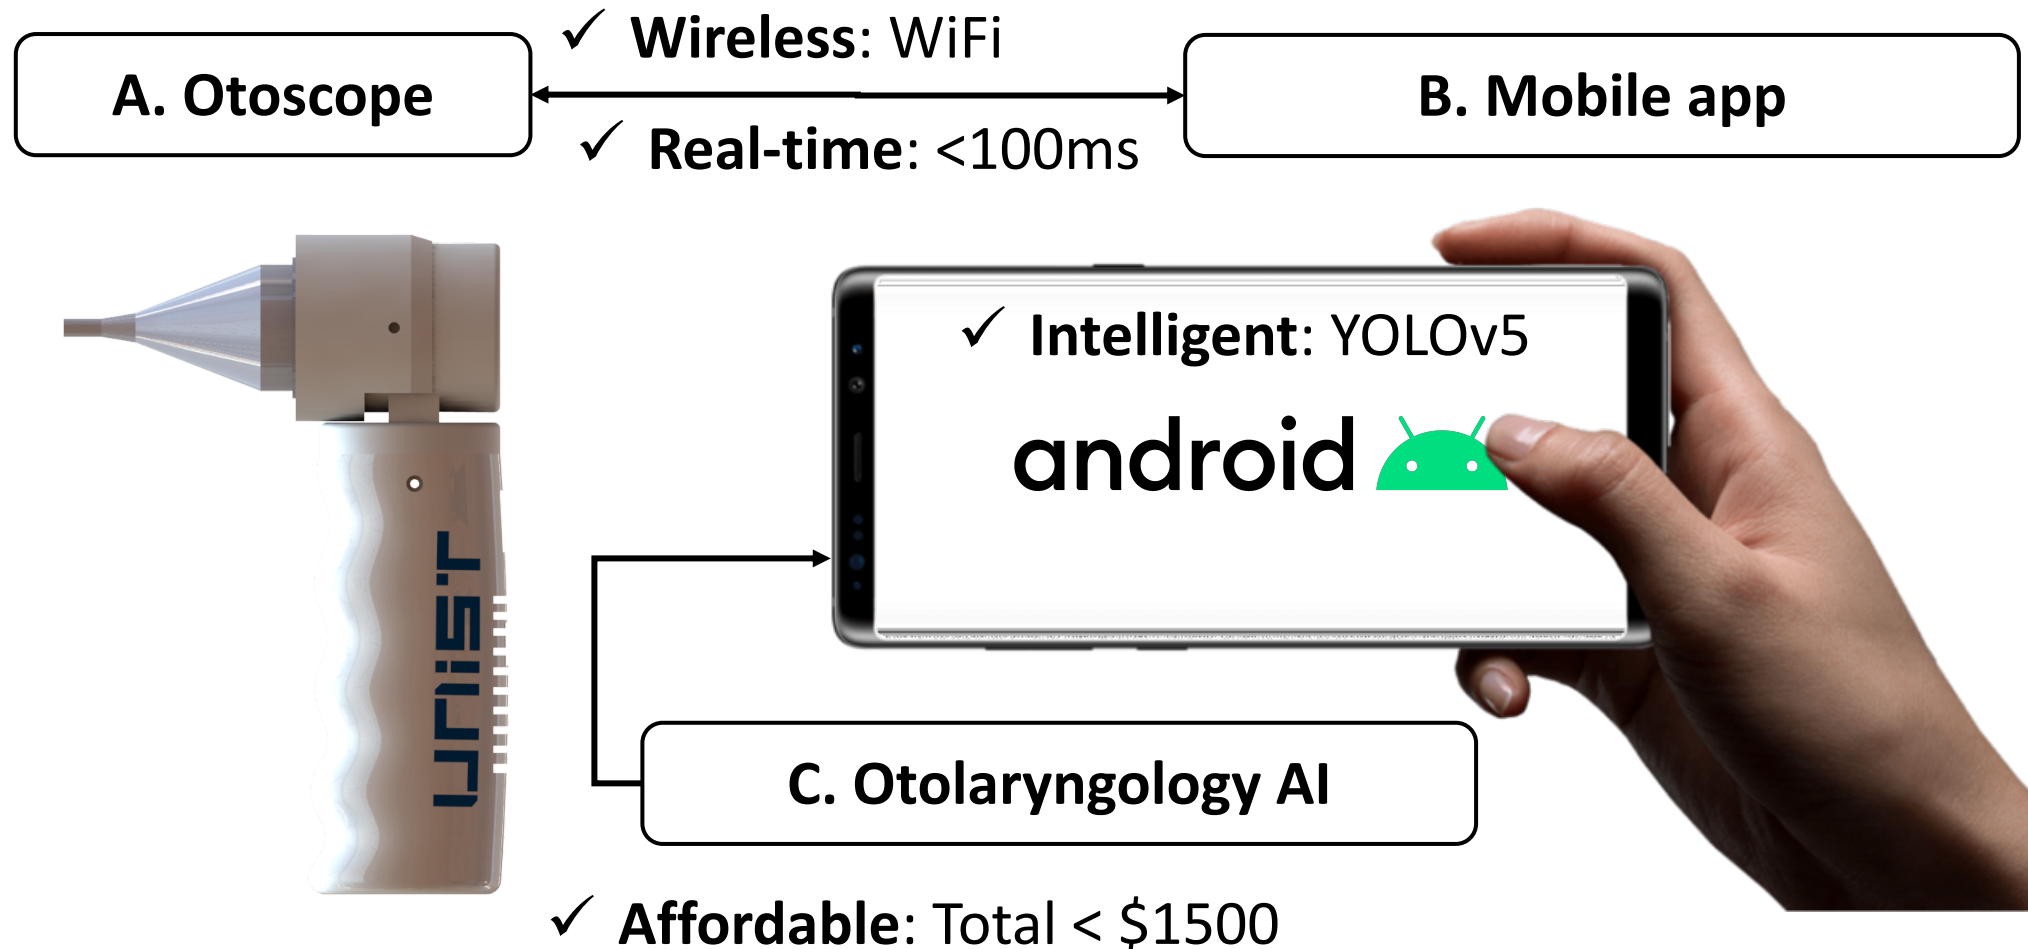 ✓ Wireless: WiFi
A. Otoscope
B. Mobile app
✓ Real-time: <100ms
✓ Intelligent: YOLOv5
android
UNIST
C. Otolaryngology AI
✓ Affordable: Total < $1500